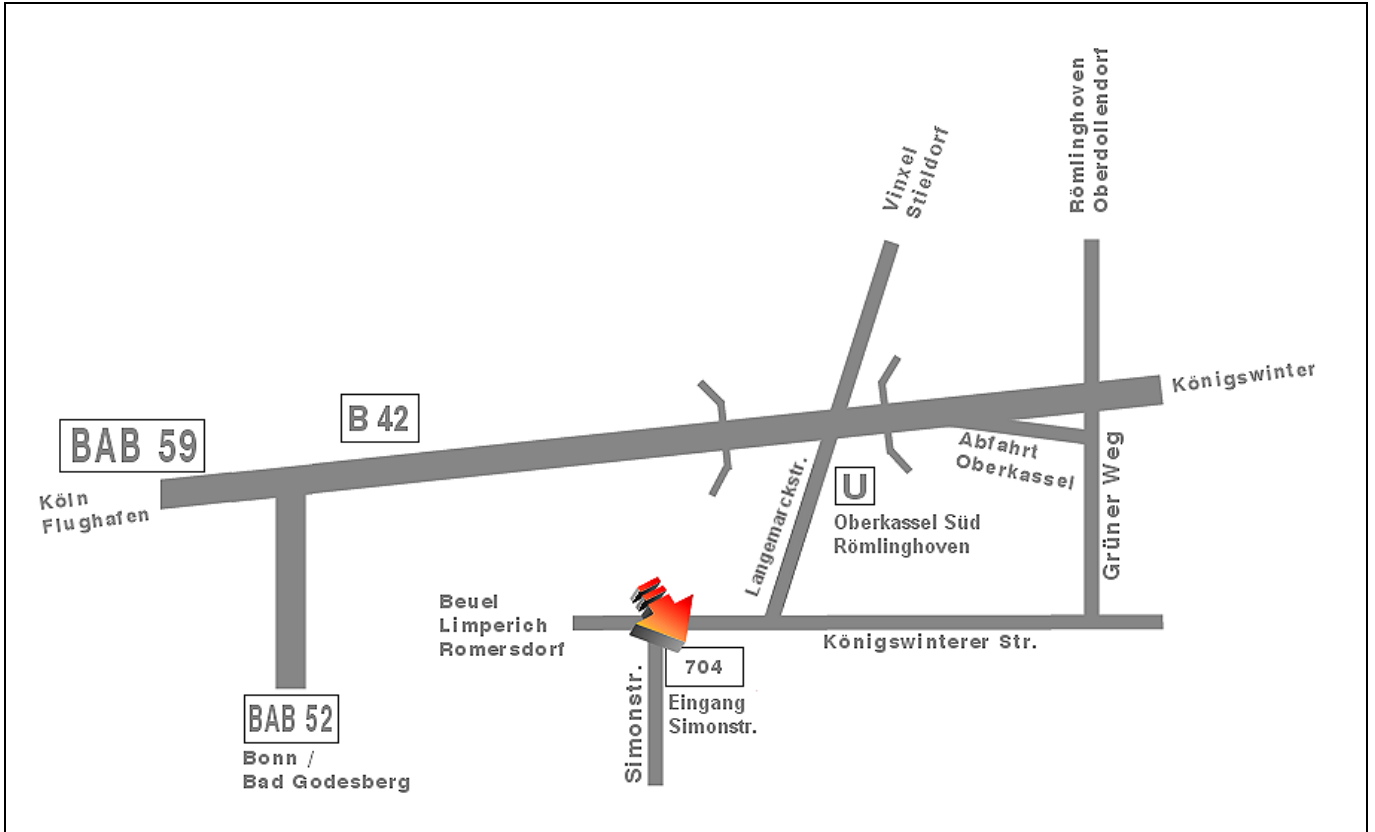 Römlinghoven
Oberdollendorf
Vinxel
Stieldorf
Königswinter
B 42
BAB 59
Köln
Flughafen
Abfahrt
Oberkassel
Grüner Weg
Langemarckstr.
U
Oberkassel Süd
Römlinghoven
Beuel
Limperich
Romersdorf
Königswinterer Str.
704
Eingang
Simonstr.
Simonstr.
BAB 52
Bonn /
Bad Godesberg